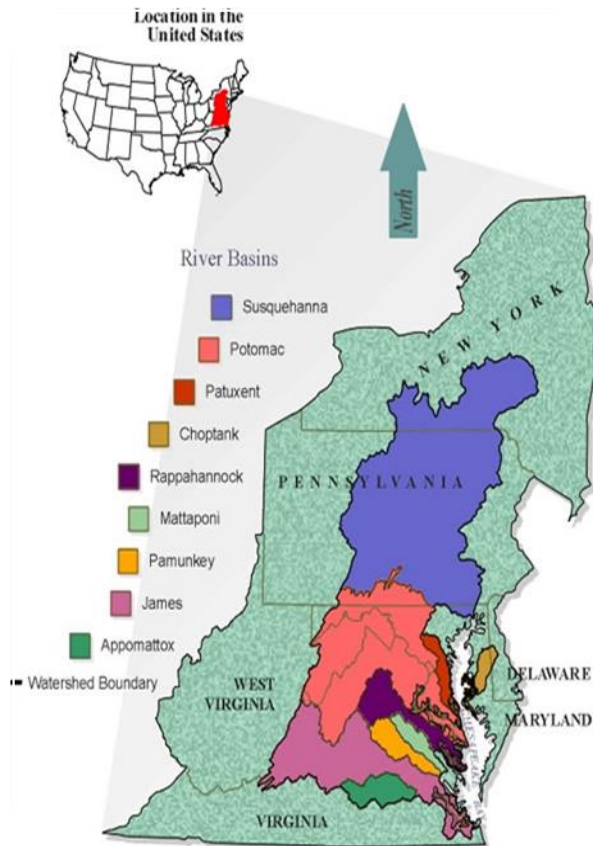 Location in the
United States
North
River Basins
Susquehanna
Potomac
Patuxent
Choptank
Rappahannock
Mattaponi
Pamunkey
James
Appomattox
Watershed Boundary
NEW YORK
PENNSYLVANIA
WEST
VIRGINIA
DELAWARE
MARYLAND
VIRGINIA